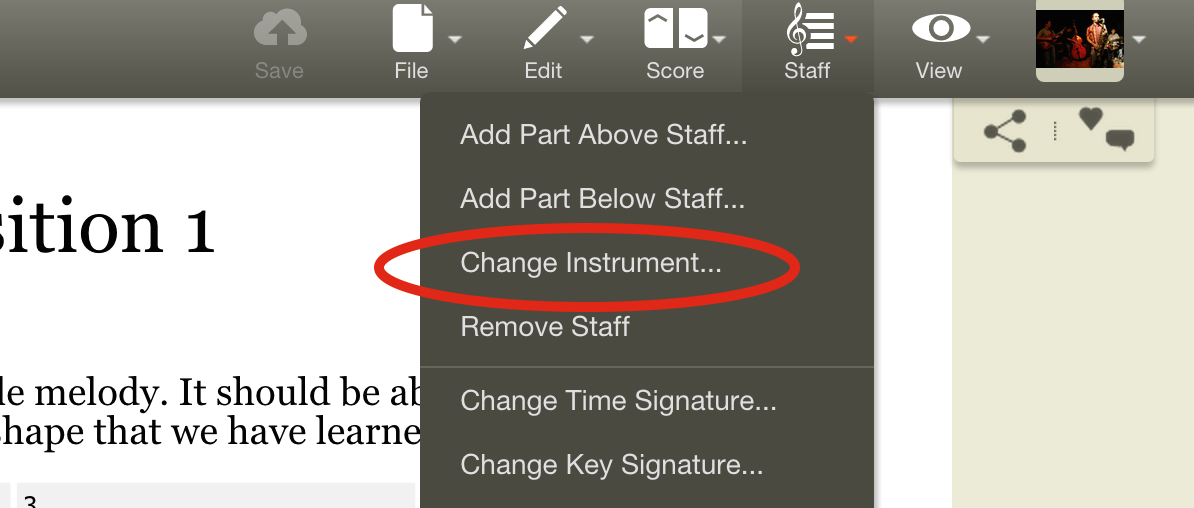 Save
File
Edit
Score
Staff
View
Add Part Above Staff...
Add Part Below Staff...
Change Instrument...
Remove Staff
Change Time Signature...
Change Key Signature...
sition 1
le melody. It should be ab
shape that we have learne
3